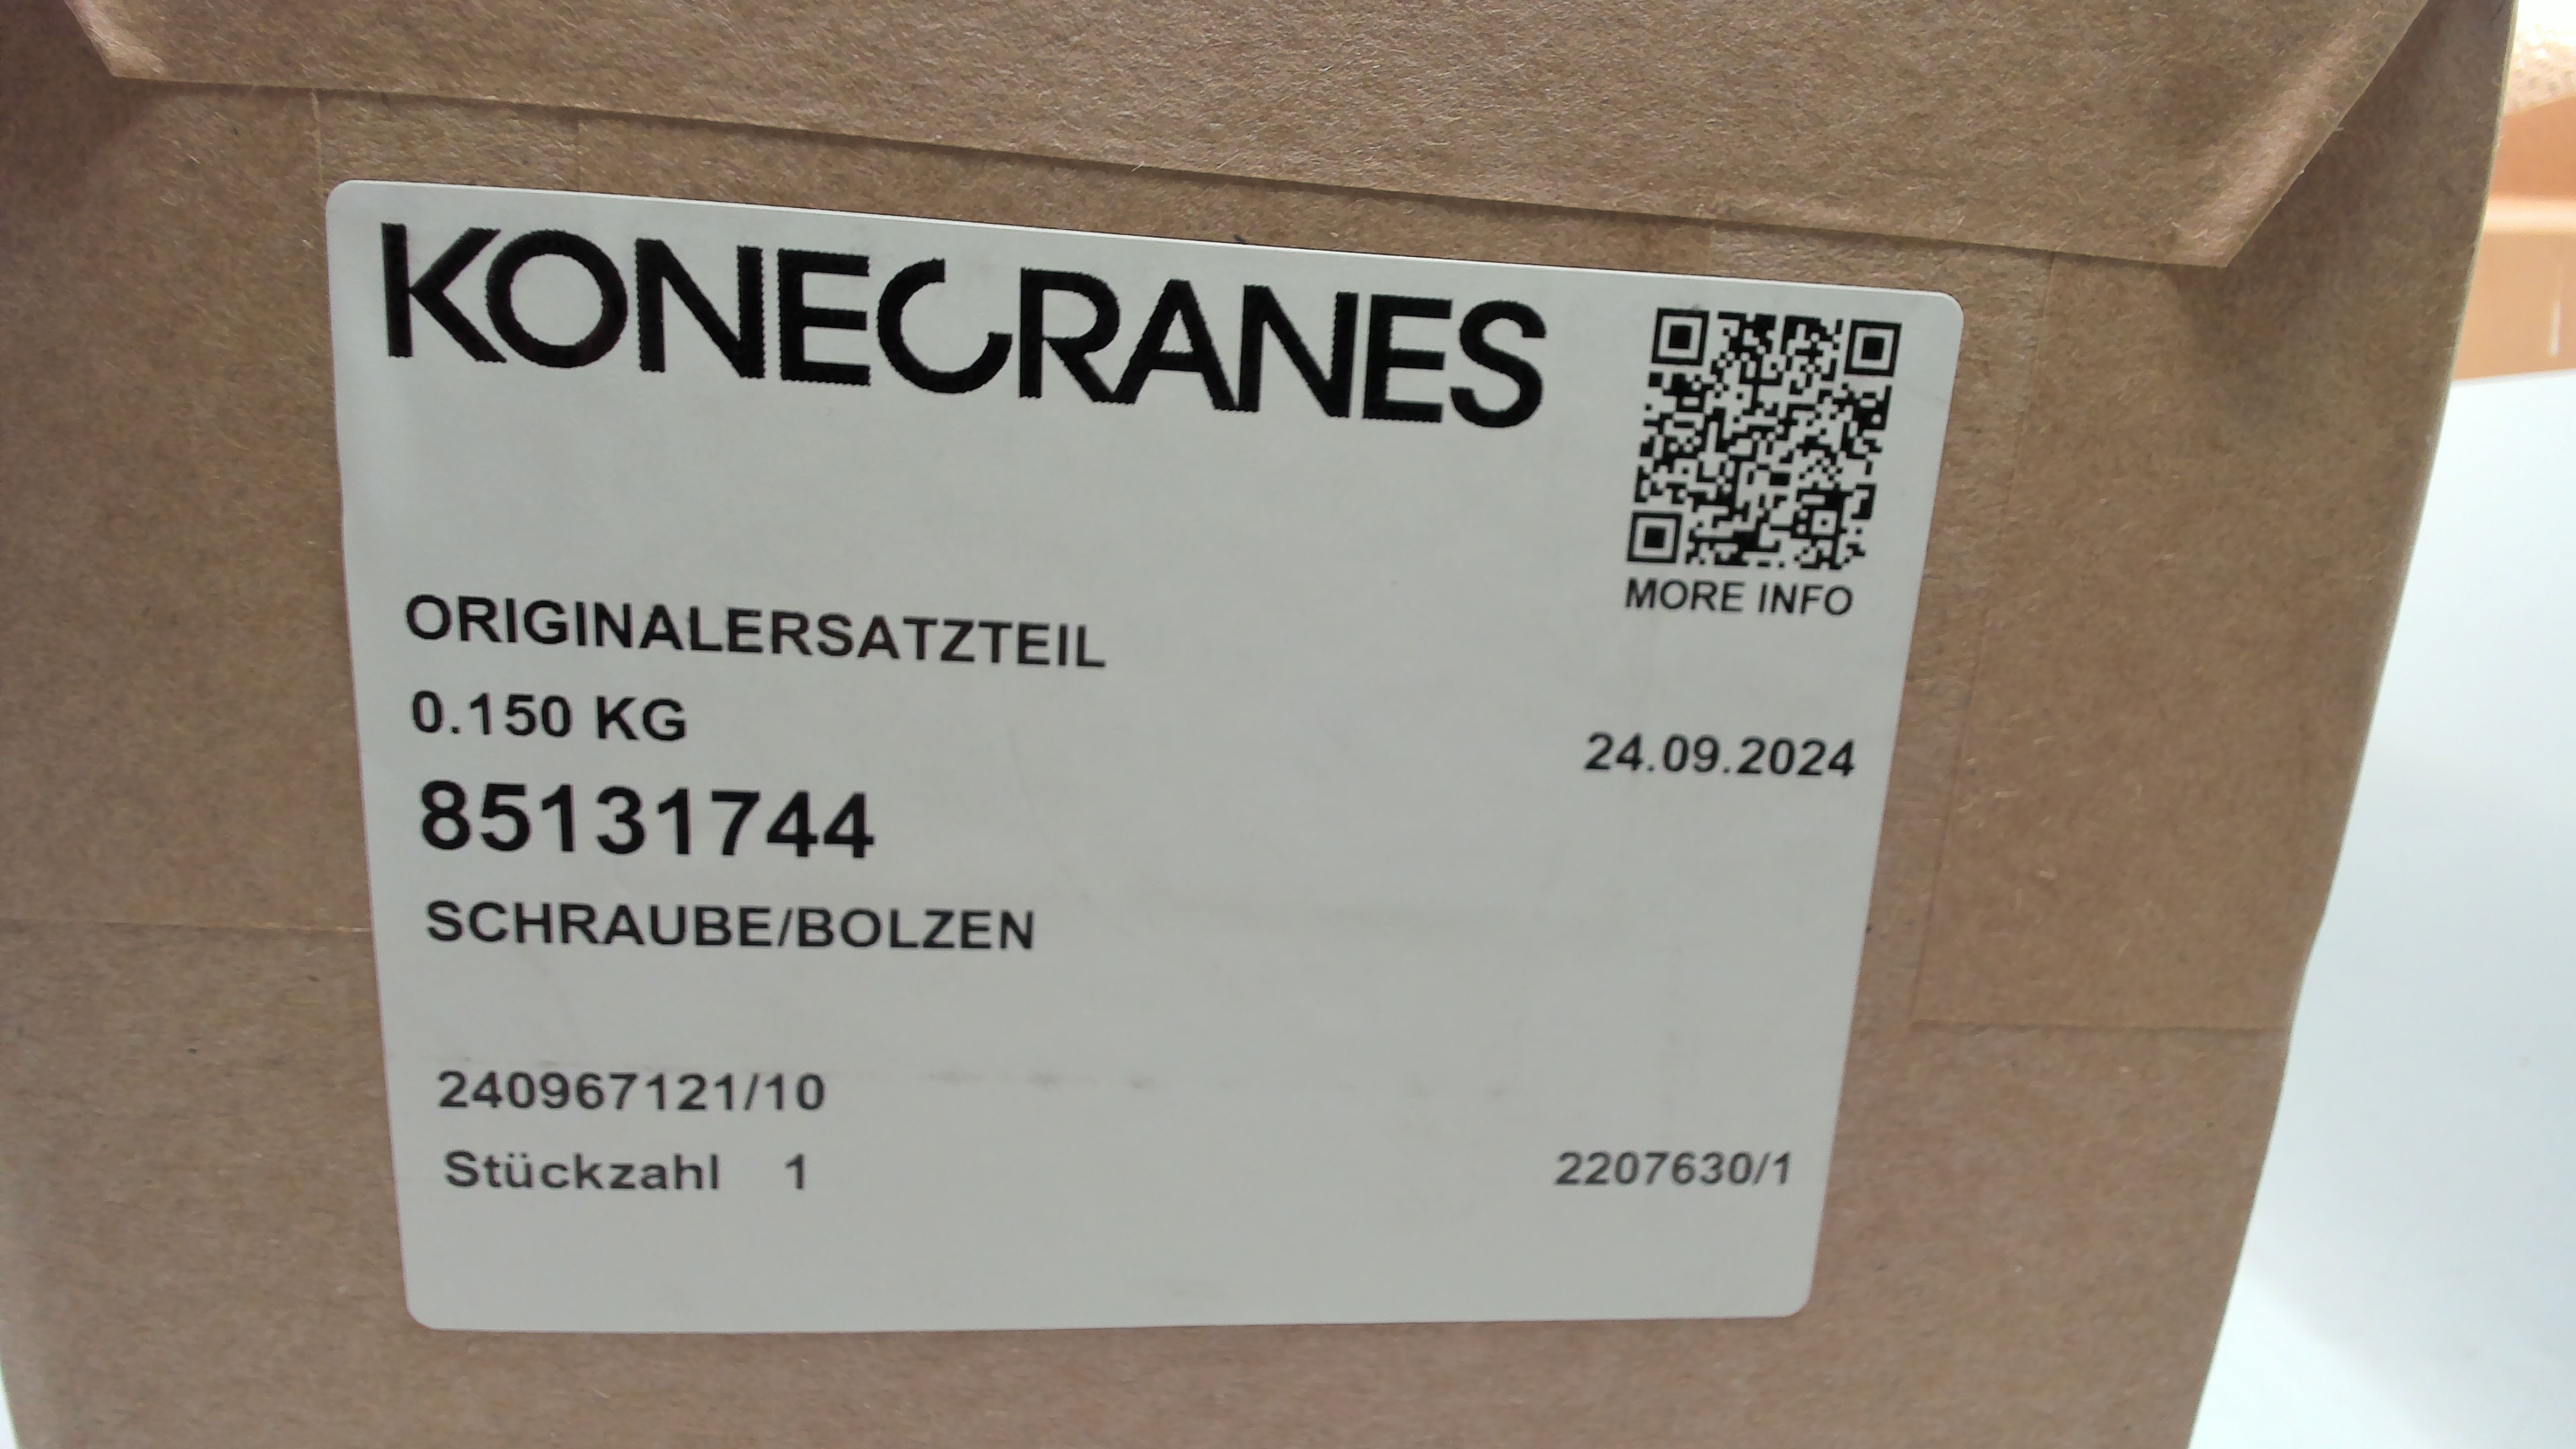 KONECRANES
MORE INFO
ORIGINALERSATZTEIL
0.150 KG
24.09.2024
85131744
SCHRAUBE/BOLZEN
240967121/10
Stückzahl 1
2207630/1